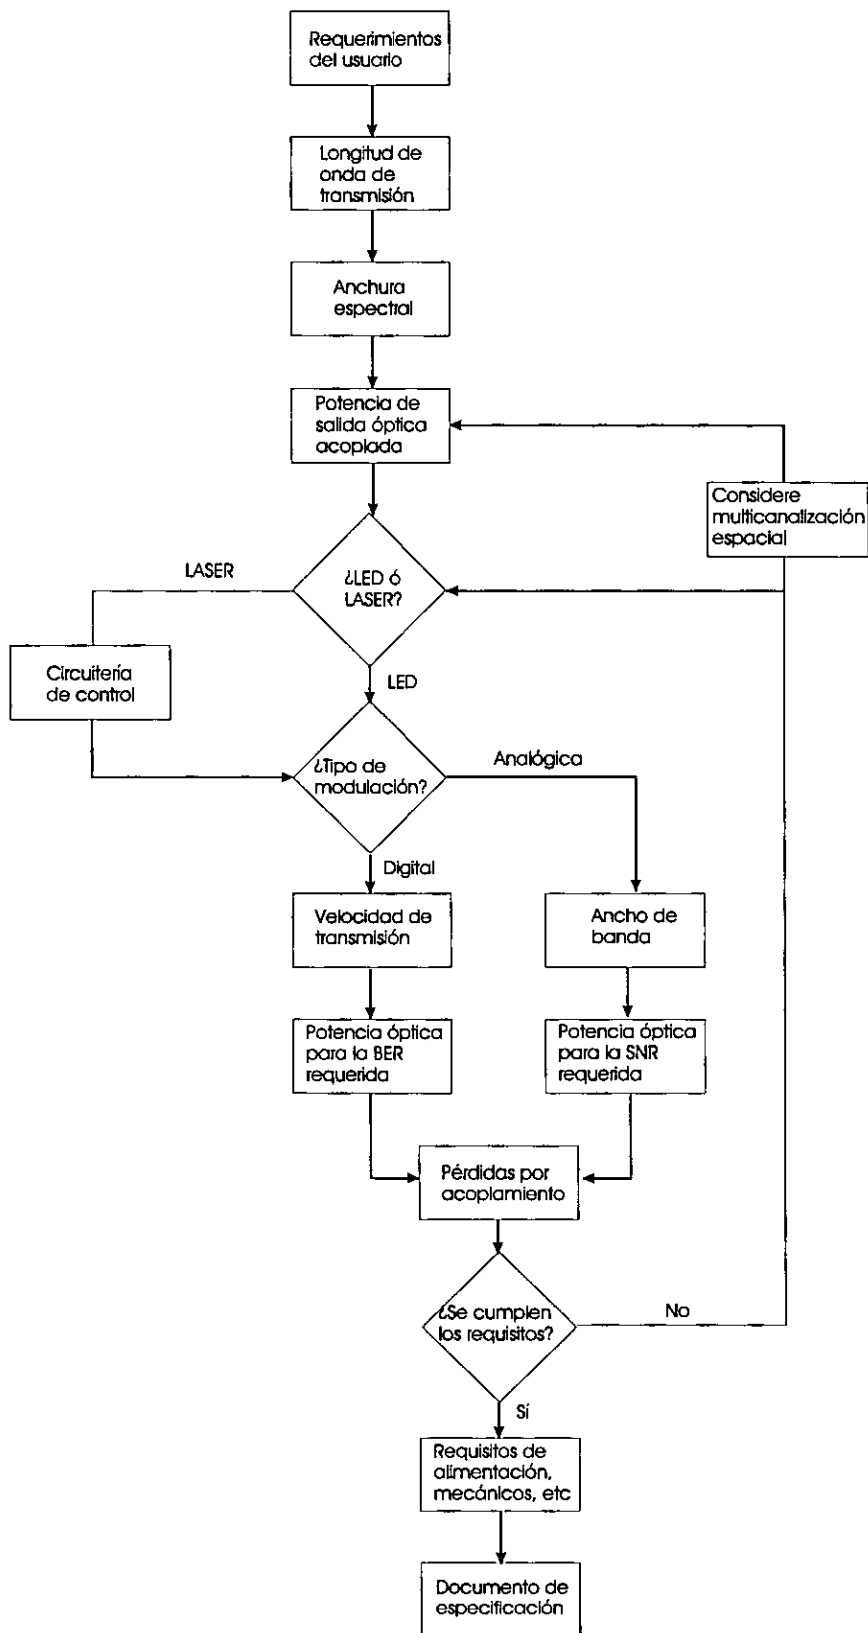 Requerimientos
del usuario
Longitud de
onda de
transmisión
Anchura
espectral
Potencia de
salida óptica
acoplada
Considere
multicanalización
espacial
LASER
¿LED ó
LASER?
Circuitería
de control
LED
¿Tipo de
modulación?
Analógica
Digital
Velocidad de
transmisión
Ancho de
banda
Potencia óptica
para la BER
requerida
Potencia óptica
para la SNR
requerida
Pérdidas por
acoplamiento
¿Se cumplen
los requisitos?
No
Sí
Requisitos de
alimentación,
mecánicos, etc
Documento de
especificación